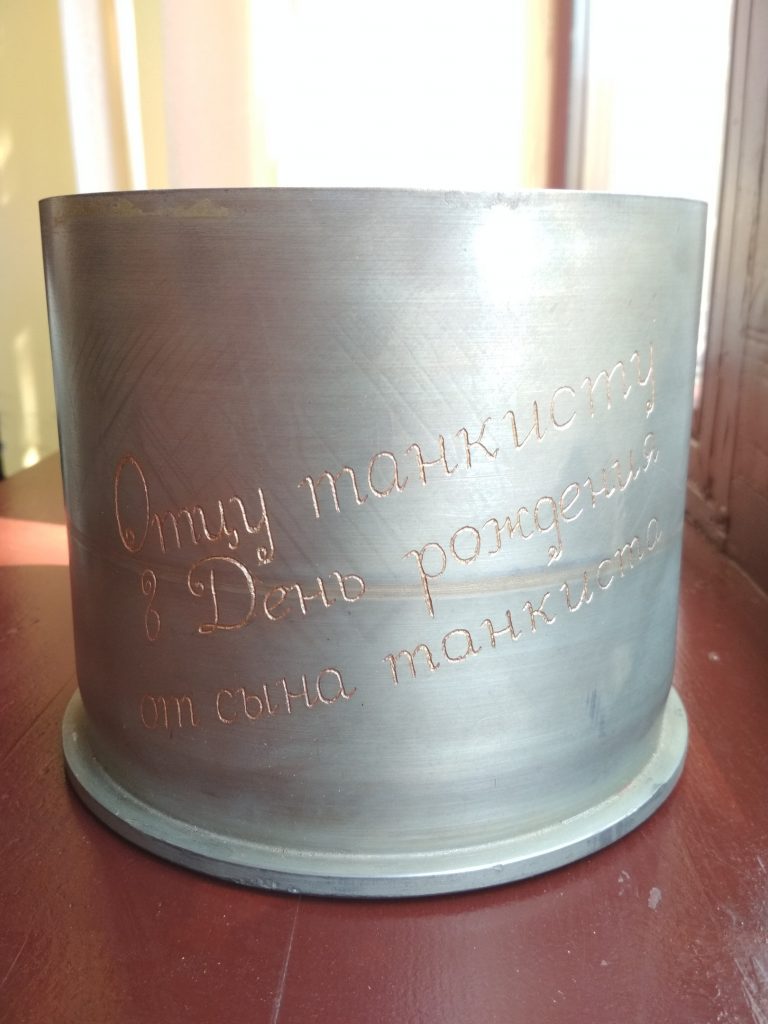 Отцу танкисту
в День рождения
от сына танкиста